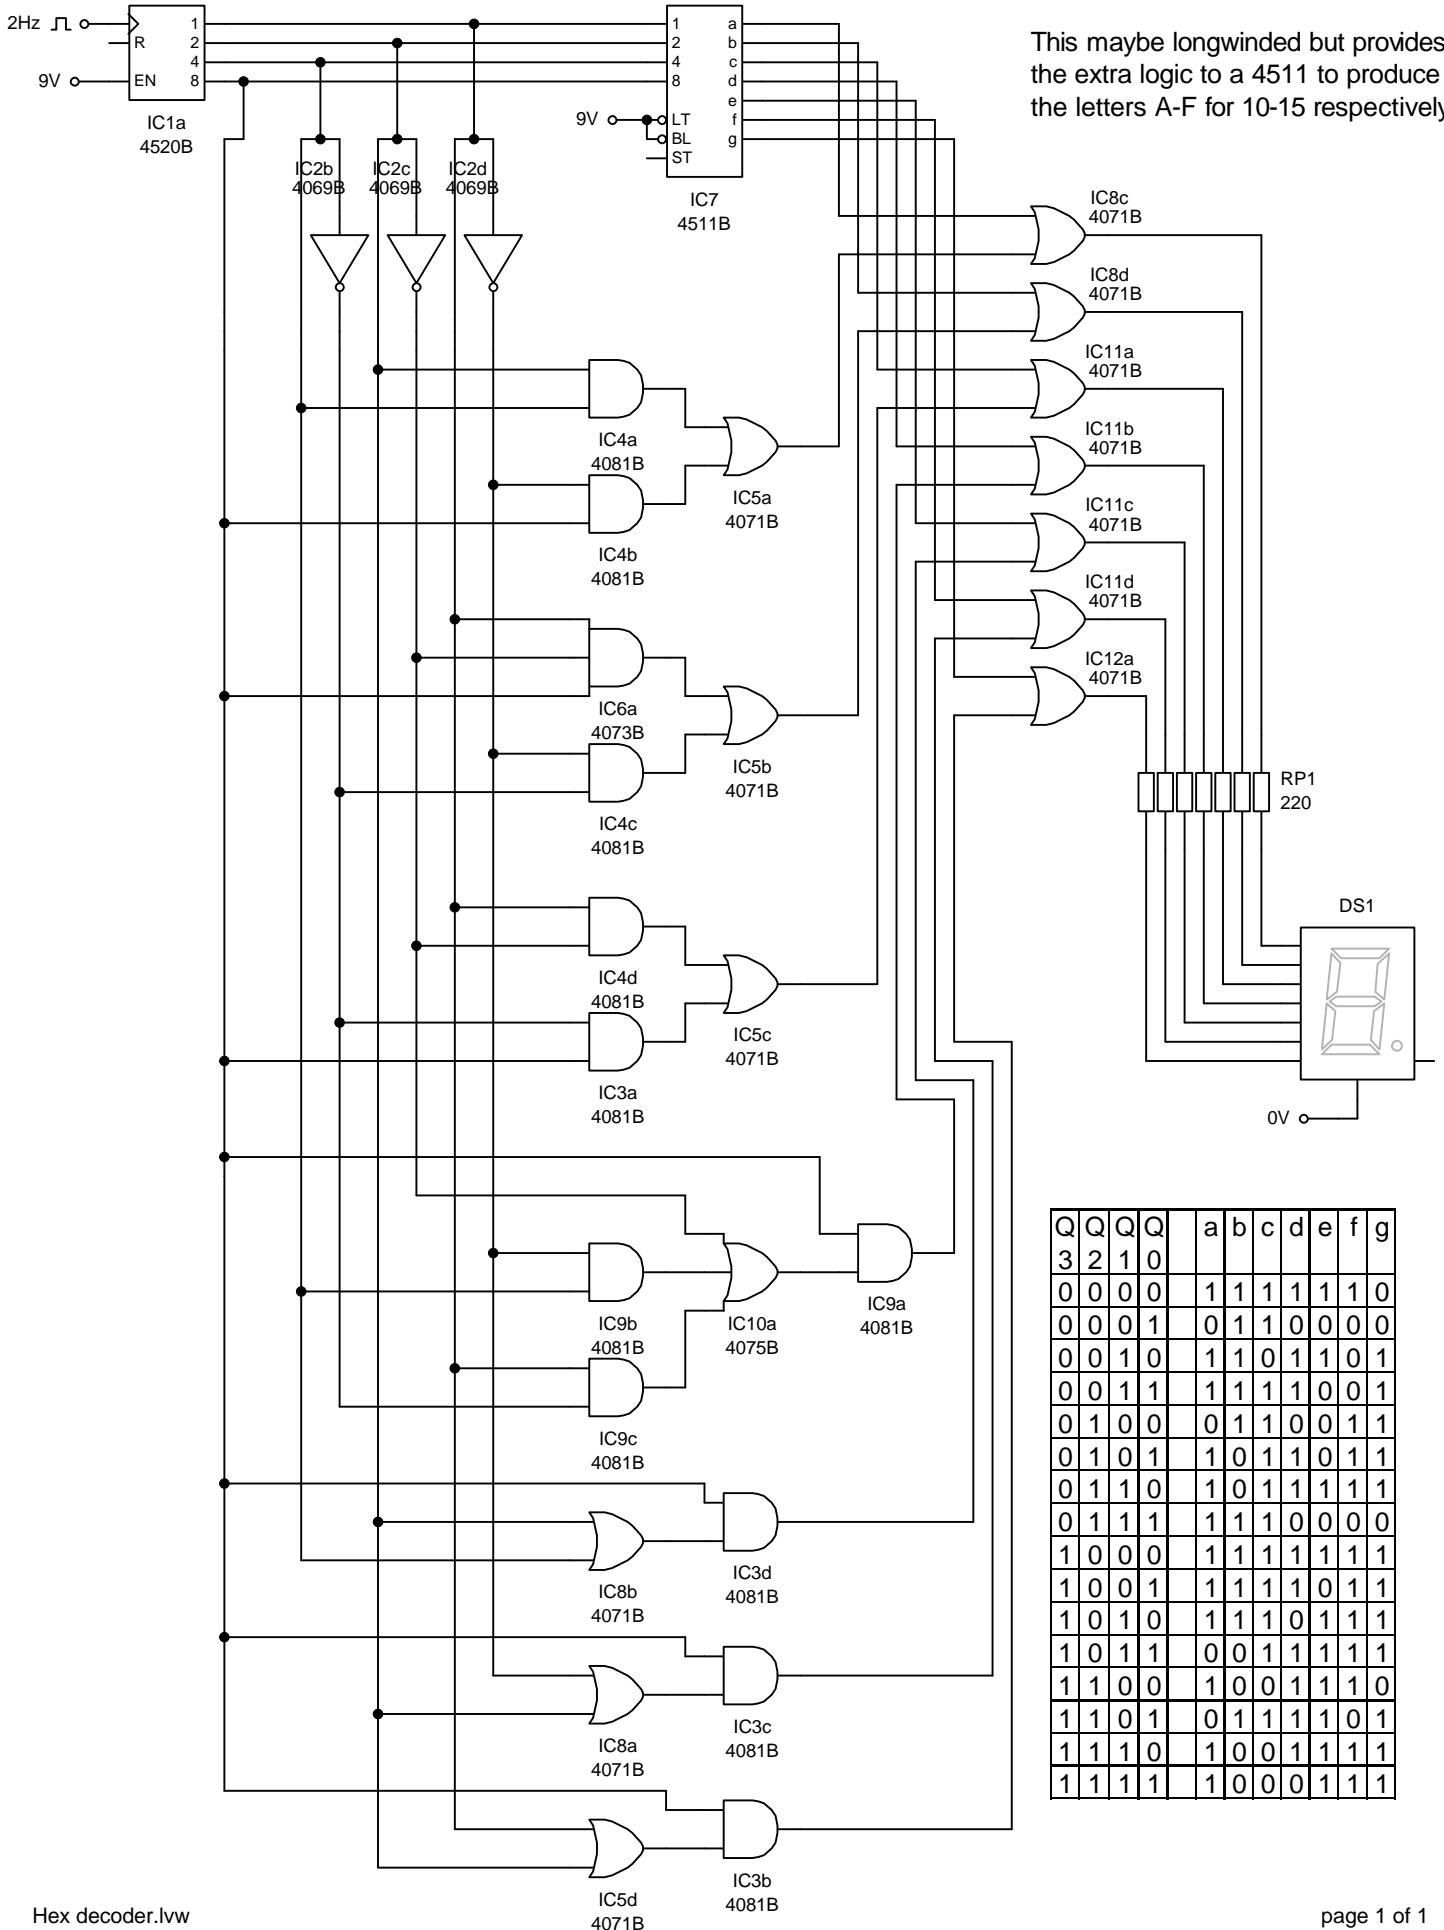 2Hz
1
2
4
8
R
9V
EN
IC1a
4520B
1
2
4
8
a
b
c
d
e
f
g
9V
LT
BL
ST
IC7
4511B
This maybe longwinded but provides
the extra logic to a 4511 to produce
the letters A-F for 10-15 respectively
IC2b
4069B
IC2c
4069B
IC2d
4069B
IC8c
4071B
IC8d
4071B
IC11a
4071B
IC11b
4071B
IC11c
4071B
IC11d
4071B
IC12a
4071B
IC4a
4081B
IC5a
4071B
IC4b
4081B
IC6a
4073B
IC5b
4071B
IC4c
4081B
RP1
220
DS1
0V
IC4d
4081B
IC5c
4071B
IC3a
4081B
IC9a
4081B
IC9b
4081B
IC10a
4075B
IC9c
4081B
IC8b
4071B
IC3d
4081B
IC8a
4071B
IC3c
4081B
IC5d
4071B
IC3b
4081B
Q Q Q Q a b c d e f g
3 2 1 0
0 0 0 0 1 1 1 1 1 1 0
0 0 0 1 0 1 1 0 0 0 0
0 0 1 0 1 1 0 1 1 0 1
0 0 1 1 1 1 1 1 0 0 1
0 1 0 0 0 1 1 0 0 1 1
0 1 0 1 1 0 1 1 0 1 1
0 1 1 0 1 0 1 1 1 1 1
0 1 1 1 1 1 1 0 0 0 0
1 0 0 0 1 1 1 1 1 1 1
1 0 0 1 1 1 1 1 0 1 1
1 0 1 0 1 1 1 0 1 1 1
1 0 1 1 0 0 1 1 1 1 1
1 1 0 0 1 0 0 1 1 1 0
1 1 0 1 0 1 1 1 1 0 1
1 1 1 0 1 0 0 1 1 1 1
1 1 1 1 1 0 0 0 1 1 1
Hex decoder.lvw
page 1 of 1